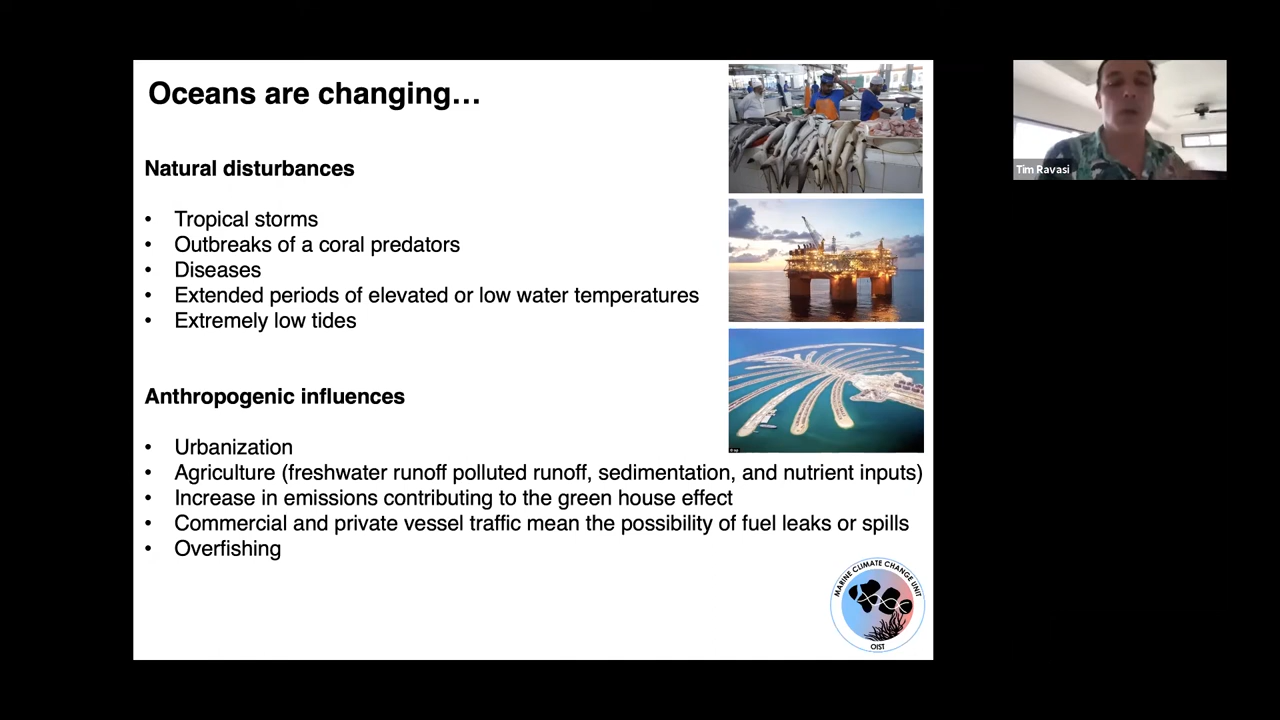 Oceans are changing…
Natural disturbances
• Tropical storms
• Outbreaks of a coral predators
• Diseases
• Extended periods of elevated or low water temperatures
• Extremely low tides
Anthropogenic influences
• Urbanization
• Agriculture (freshwater runoff polluted runoff, sedimentation, and nutrient inputs)
• Increase in emissions contributing to the green house effect
• Commercial and private vessel traffic mean the possibility of fuel leaks or spills
• Overfishing
MARINE CLIMATE CHANGE UNIT
OIST
Tim Ravasi